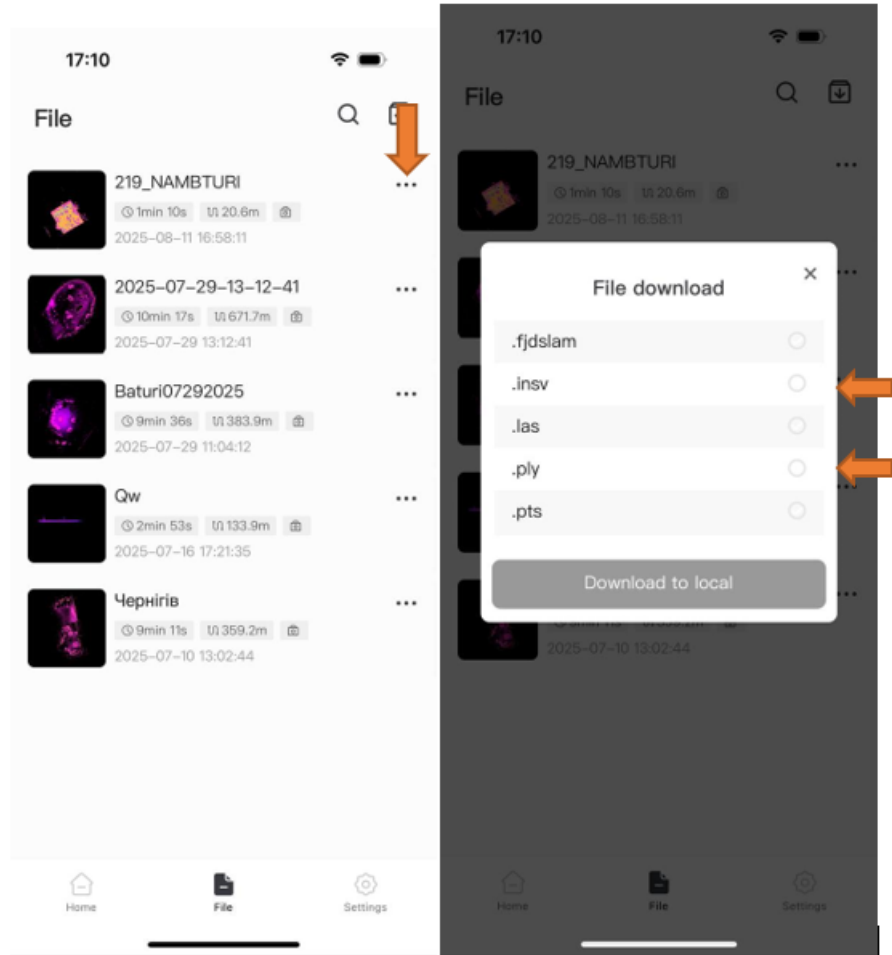 17:10
File
219_NAMBTURI
1min 10s 20.6m
2025-08-11 16:58:11
2025-07-29-13-12-41
10min 17s 671.7m
2025-07-29 13:12:41
Baturi07292025
9min 36s 383.9m
2025-07-29 11:04:12
Qw
2min 53s 133.9m
2025-07-16 17:21:35
Чернігів
9min 11s 359.2m
2025-07-10 13:02:44
Home File Settings
17:10
File
219_NAMBTURI
1min 10s 20.6m
2025-08-11 16:58:11
File download
.fjdslam
.insv
.las
.ply
.pts
Download to local
2025-07-10 13:02:44
Home File Settings